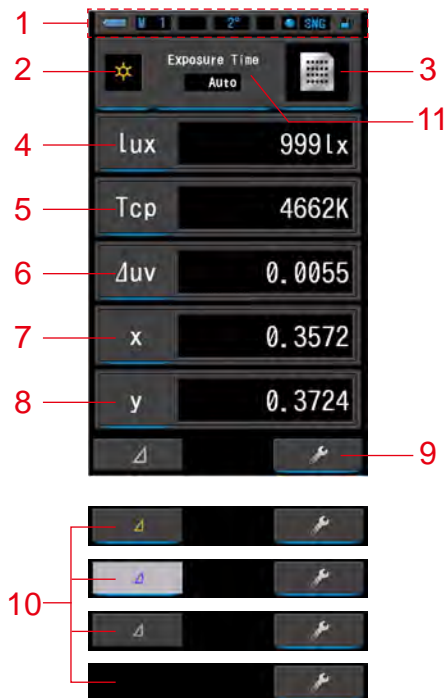 1 M 1 2° SNG
2 Exposure Time 3
Auto 11
4 lux 999lx
5 Tcp 4662K
6 ⊿uv 0.0055
7 x 0.3572
8 y 0.3724
⊿ 9
⊿
⊿
10
⊿